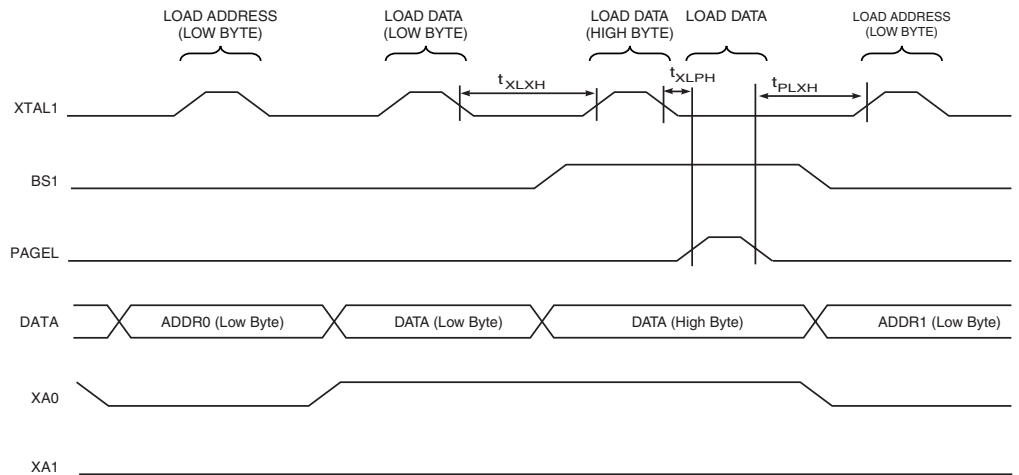 LOAD ADDRESS
(LOW BYTE)
LOAD DATA
(LOW BYTE)
LOAD DATA
(HIGH BYTE)
LOAD DATA
LOAD ADDRESS
(LOW BYTE)
tXLXH
tXLPH
tPLXH
XTAL1
BS1
PAGEL
DATA
ADDR0 (Low Byte)
DATA (Low Byte)
DATA (High Byte)
ADDR1 (Low Byte)
XA0
XA1